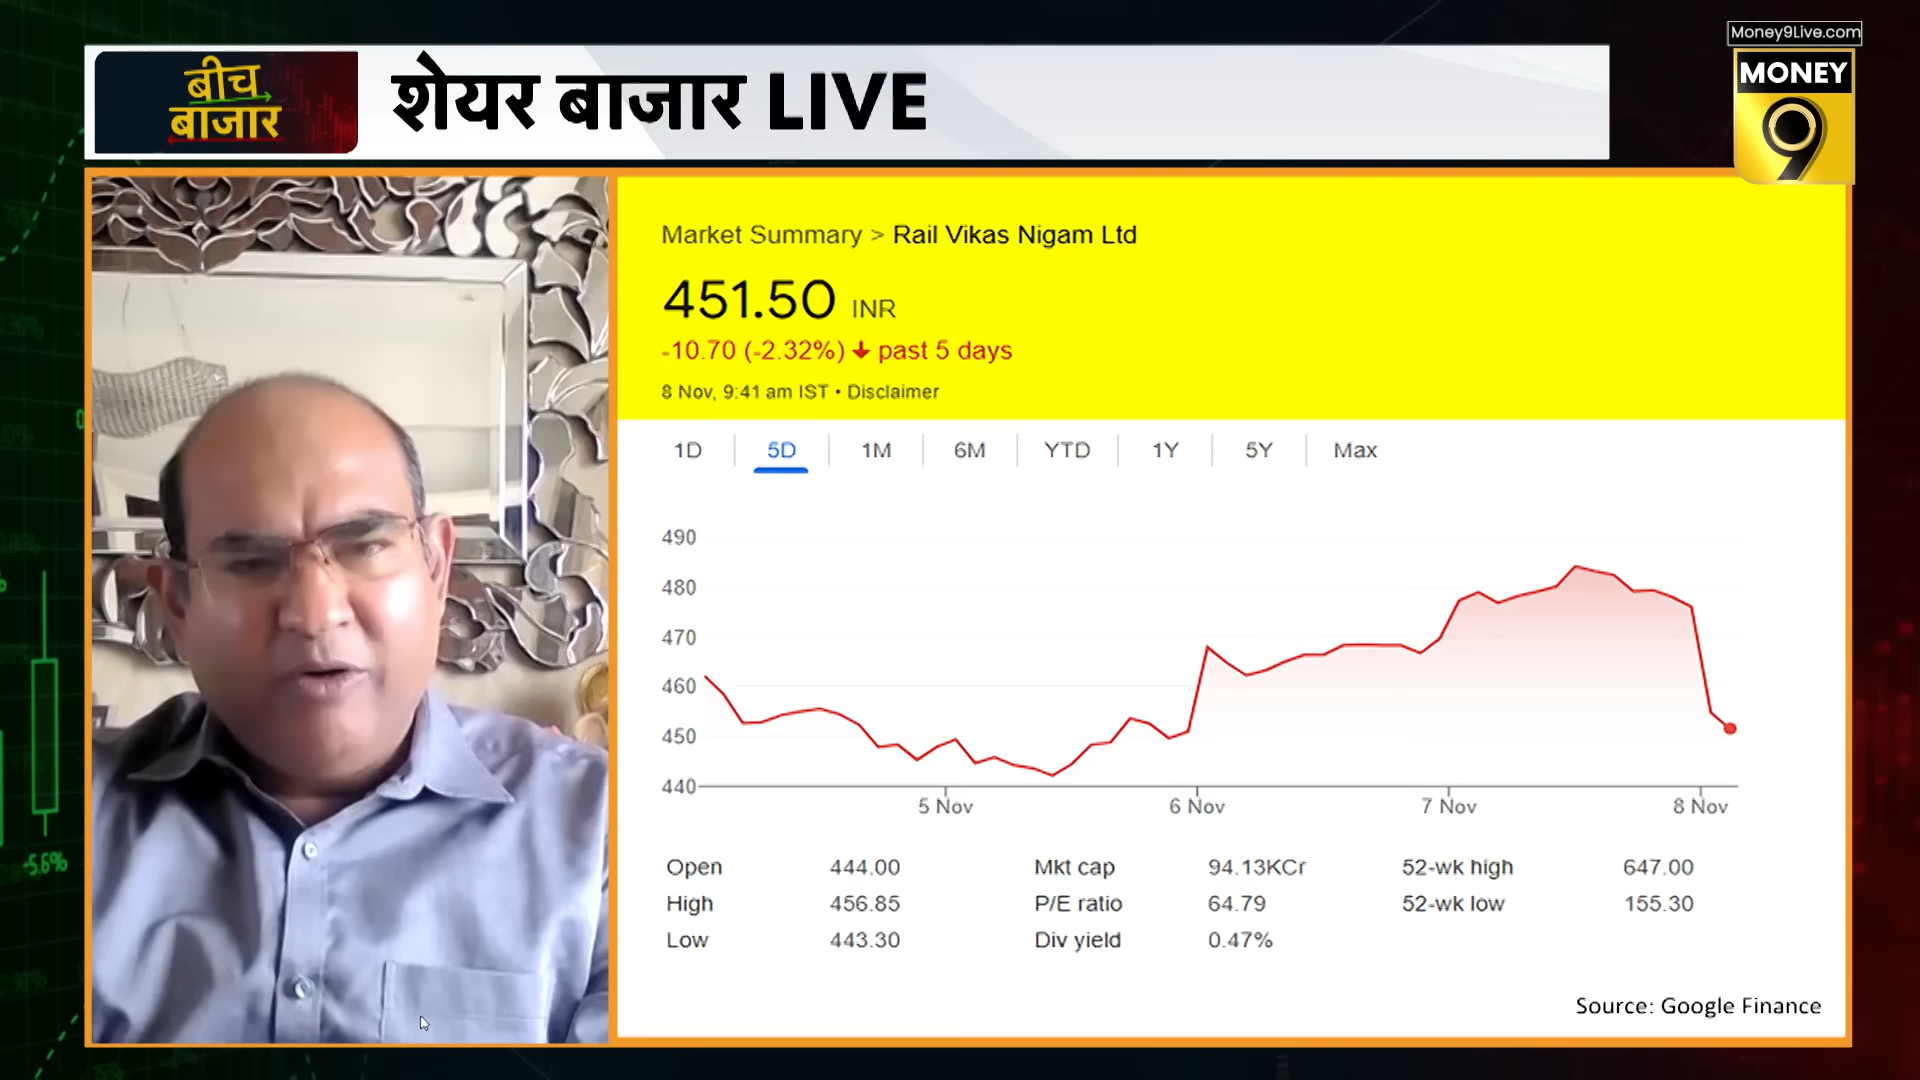 Money9Live.com
MONEY
9
बीच
बाजार
शेयर बाजार LIVE
Market Summary > Rail Vikas Nigam Ltd
451.50 INR
-10.70 (-2.32%) ↓ past 5 days
8 Nov, 9:41 am IST • Disclaimer
1D 5D 1M 6M YTD 1Y 5Y Max
490
480
470
460
450
440
5 Nov 6 Nov 7 Nov 8 Nov
Open 444.00 Mkt cap 94.13KCr 52-wk high 647.00
High 456.85 P/E ratio 64.79 52-wk low 155.30
Low 443.30 Div yield 0.47%
Source: Google Finance
-5.6%